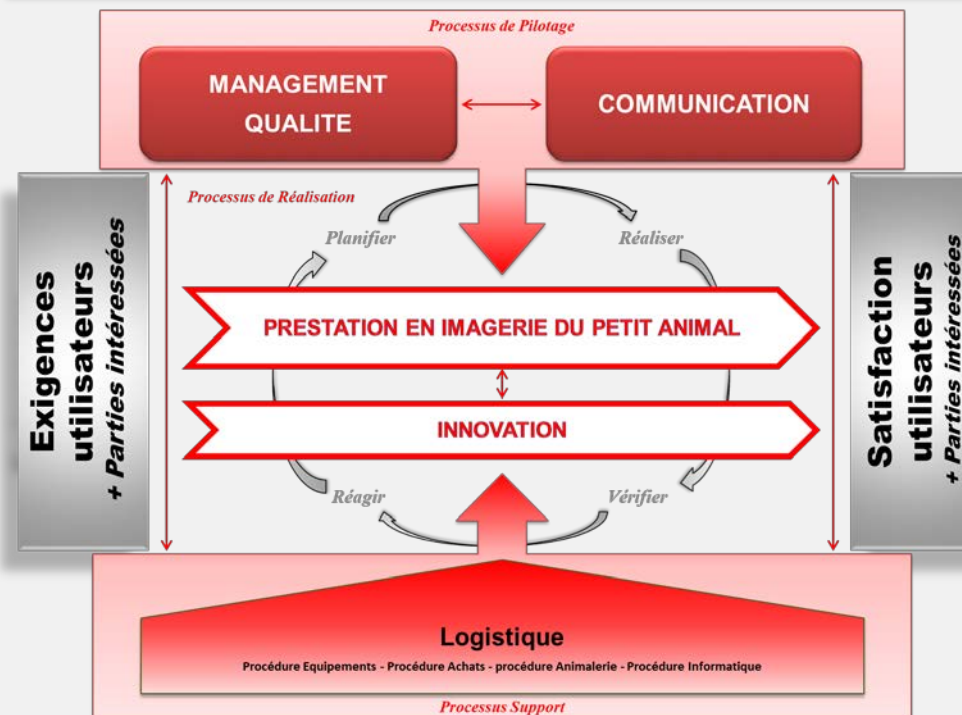 Processus de Pilotage
MANAGEMENT
QUALITE
COMMUNICATION
Exigences
utilisateurs
+ Parties intéressées
Processus de Réalisation
Planifier
Réaliser
PRESTATION EN IMAGERIE DU PETIT ANIMAL
INNOVATION
Réagir
Vérifier
Satisfaction
utilisateurs
+ Parties intéressées
Logistique
Procédure Equipements - Procédure Achats - procédure Animalerie - Procédure Informatique
Processus Support